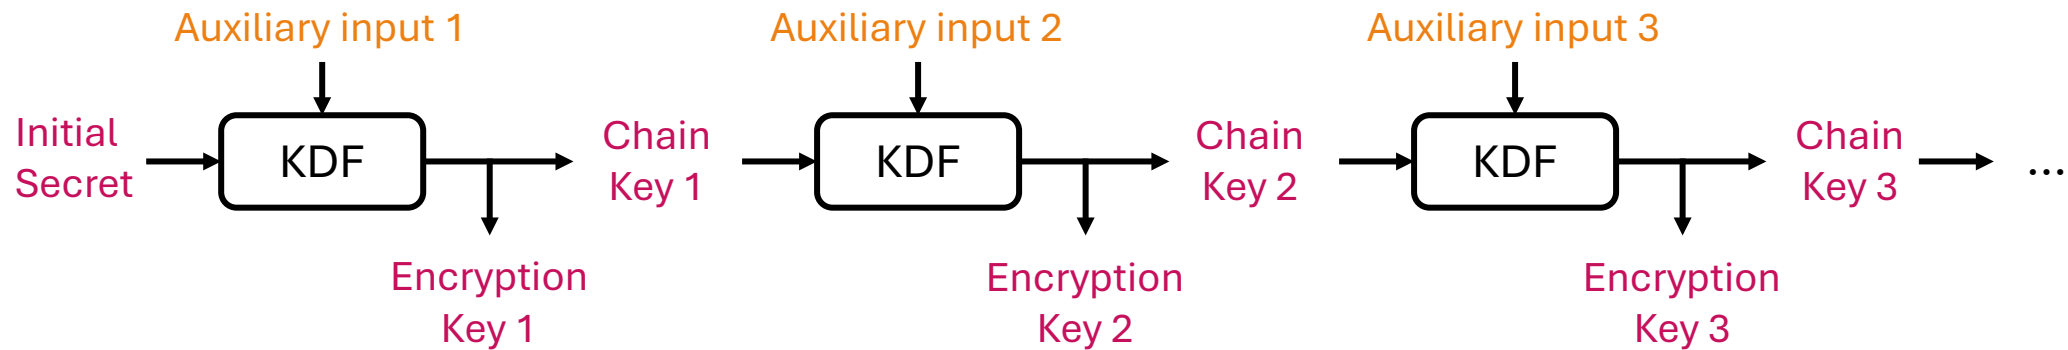 Auxiliary input 1
Auxiliary input 2
Auxiliary input 3
Initial
Secret
KDF
Chain
Key 1
KDF
Chain
Key 2
KDF
Chain
Key 3
...
Encryption
Key 1
Encryption
Key 2
Encryption
Key 3